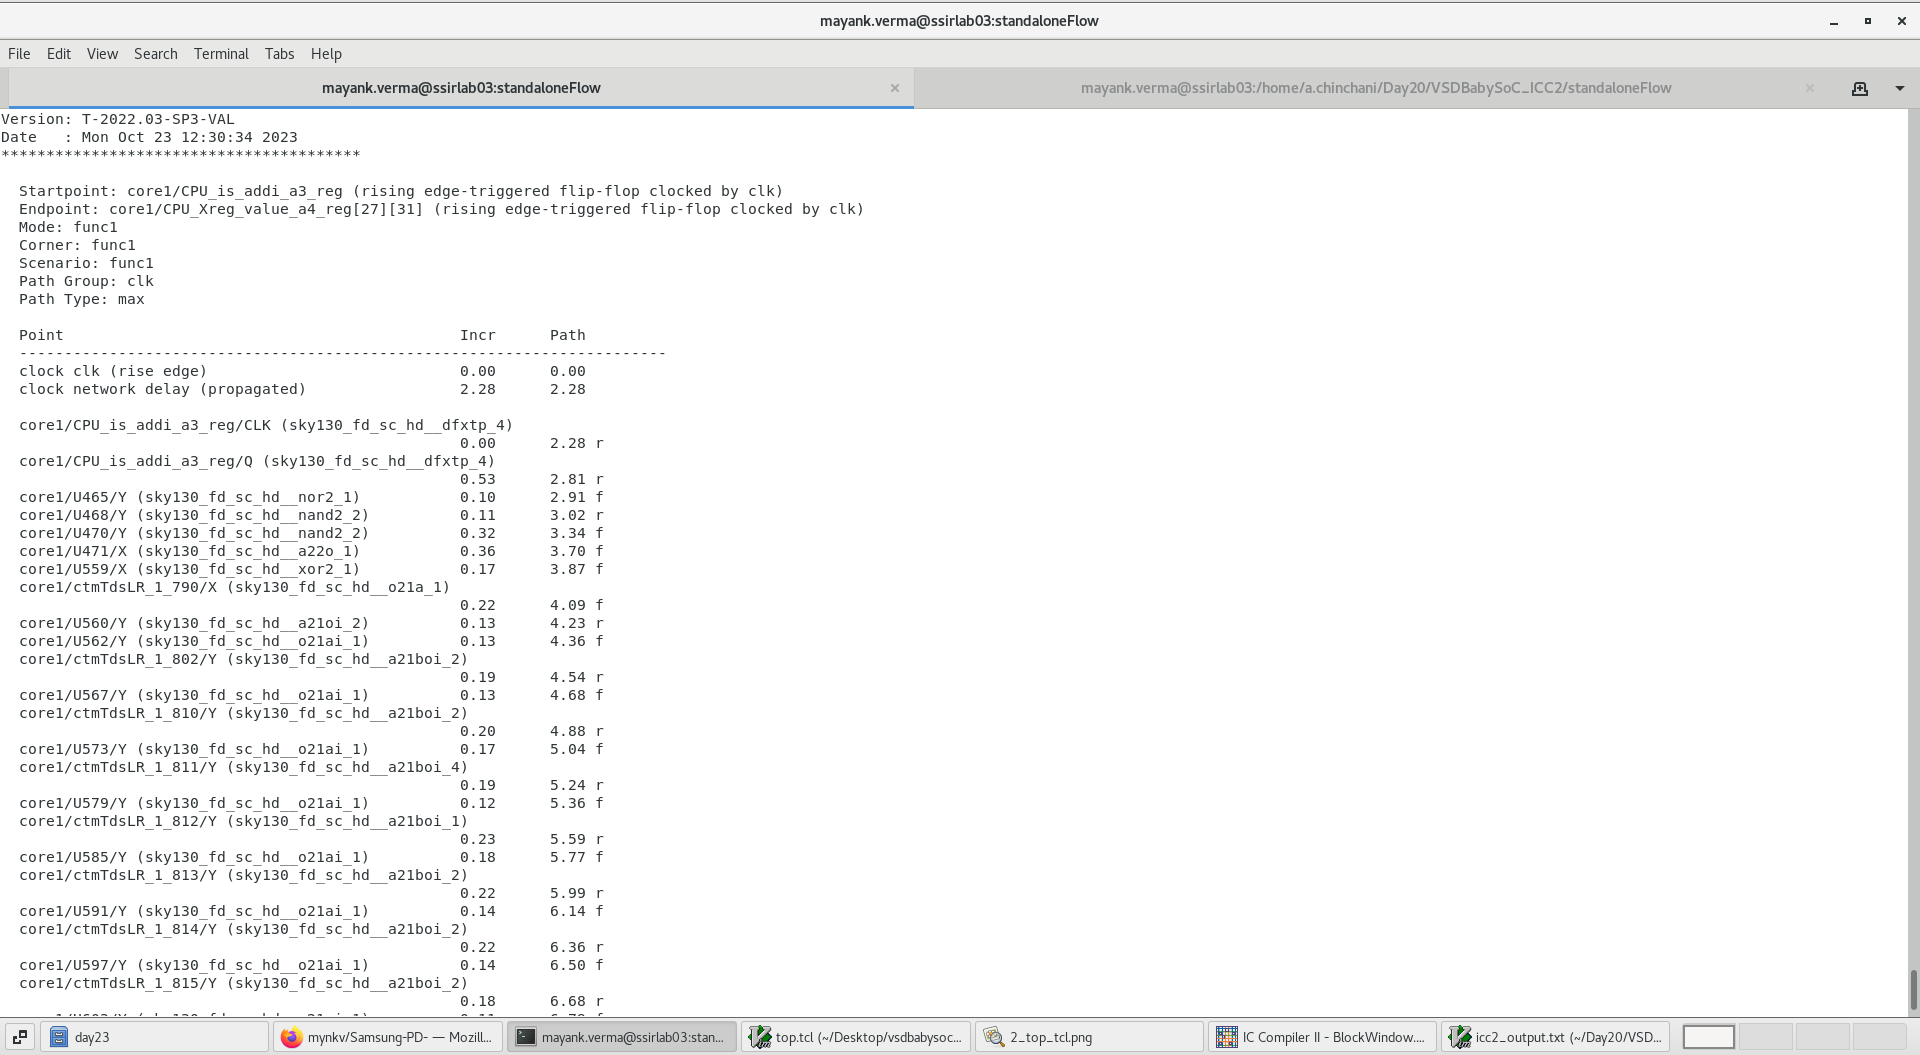 mayank.verma@ssirlab03:standaloneFlow
File Edit View Search Terminal Tabs Help
mayank.verma@ssirlab03:standaloneFlow × mayank.verma@ssirlab03:/home/a.chinchani/Day20/VSDBabySoC_ICC2/standaloneFlow ×
Version: T-2022.03-SP3-VAL
Date   : Mon Oct 23 12:30:34 2023
****************************************
Startpoint: core1/CPU_is_addi_a3_reg (rising edge-triggered flip-flop clocked by clk)
Endpoint: core1/CPU_Xreg_value_a4_reg[27][31] (rising edge-triggered flip-flop clocked by clk)
Mode: func1
Corner: func1
Scenario: func1
Path Group: clk
Path Type: max
Point Incr Path
------------------------------------------------------------------------
clock clk (rise edge) 0.00 0.00
clock network delay (propagated) 2.28 2.28
core1/CPU_is_addi_a3_reg/CLK (sky130_fd_sc_hd__dfxtp_4)
0.00 2.28 r
core1/CPU_is_addi_a3_reg/Q (sky130_fd_sc_hd__dfxtp_4)
0.53 2.81 r
core1/U465/Y (sky130_fd_sc_hd__nor2_1) 0.10 2.91 f
core1/U468/Y (sky130_fd_sc_hd__nand2_2) 0.11 3.02 r
core1/U470/Y (sky130_fd_sc_hd__nand2_2) 0.32 3.34 f
core1/U471/X (sky130_fd_sc_hd__a22o_1) 0.36 3.70 f
core1/U559/X (sky130_fd_sc_hd__xor2_1) 0.17 3.87 f
core1/ctmTdsLR_1_790/X (sky130_fd_sc_hd__o21a_1)
0.22 4.09 f
core1/U560/Y (sky130_fd_sc_hd__a21oi_2) 0.13 4.23 r
core1/U562/Y (sky130_fd_sc_hd__o21ai_1) 0.13 4.36 f
core1/ctmTdsLR_1_802/Y (sky130_fd_sc_hd__a21boi_2)
0.19 4.54 r
core1/U567/Y (sky130_fd_sc_hd__o21ai_1) 0.13 4.68 f
core1/ctmTdsLR_1_810/Y (sky130_fd_sc_hd__a21boi_2)
0.20 4.88 r
core1/U573/Y (sky130_fd_sc_hd__o21ai_1) 0.17 5.04 f
core1/ctmTdsLR_1_811/Y (sky130_fd_sc_hd__a21boi_4)
0.19 5.24 r
core1/U579/Y (sky130_fd_sc_hd__o21ai_1) 0.12 5.36 f
core1/ctmTdsLR_1_812/Y (sky130_fd_sc_hd__a21boi_1)
0.23 5.59 r
core1/U585/Y (sky130_fd_sc_hd__o21ai_1) 0.18 5.77 f
core1/ctmTdsLR_1_813/Y (sky130_fd_sc_hd__a21boi_2)
0.22 5.99 r
core1/U591/Y (sky130_fd_sc_hd__o21ai_1) 0.14 6.14 f
core1/ctmTdsLR_1_814/Y (sky130_fd_sc_hd__a21boi_2)
0.22 6.36 r
core1/U597/Y (sky130_fd_sc_hd__o21ai_1) 0.14 6.50 f
core1/ctmTdsLR_1_815/Y (sky130_fd_sc_hd__a21boi_2)
0.18 6.68 r
day23 mynkv/Samsung-PD- — Mozill... mayank.verma@ssirlab03:stan... top.tcl (~/Desktop/vsdbabysoc... 2_top_tcl.png IC Compiler II - BlockWindow.... icc2_output.txt (~/Day20/VSD...